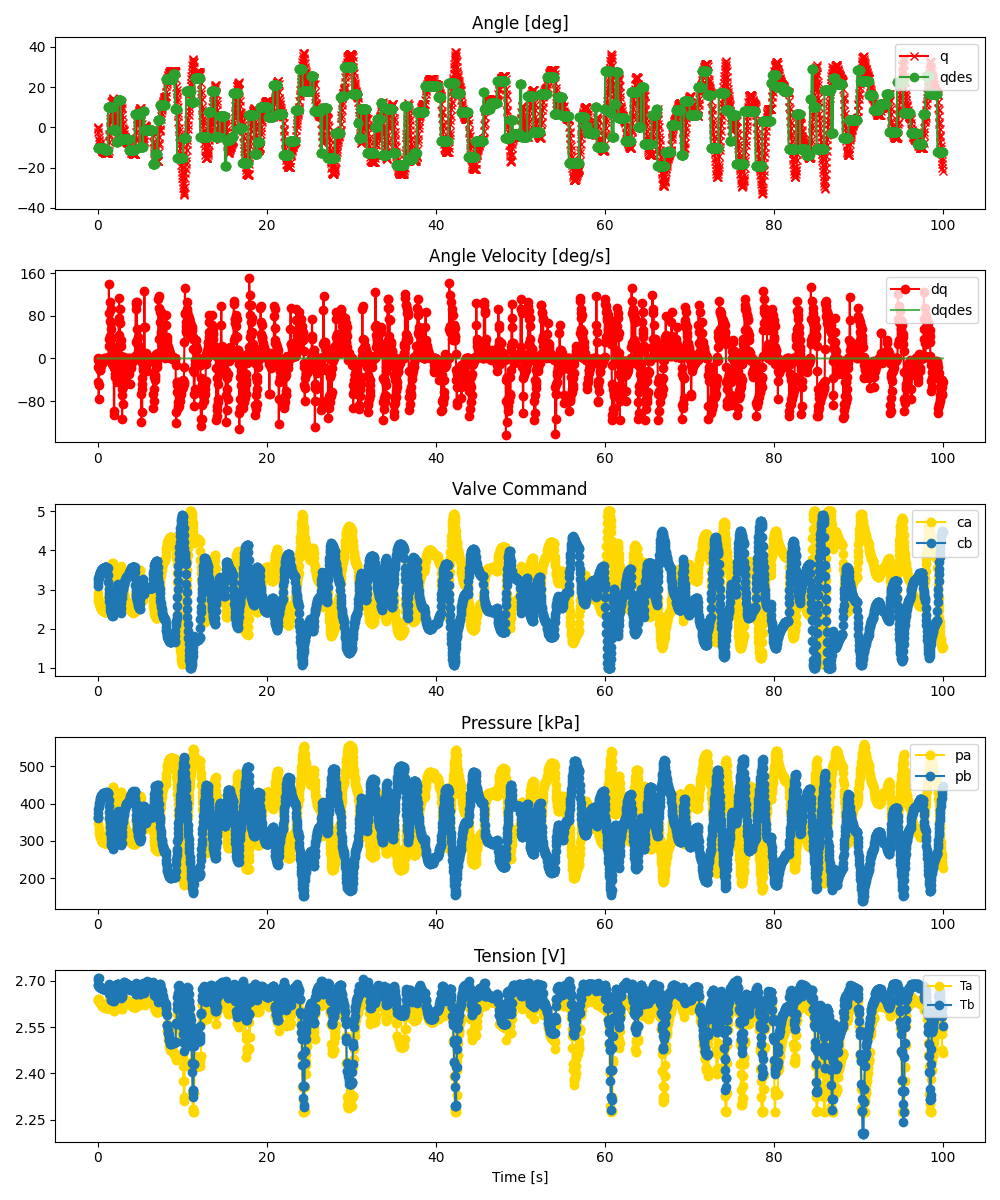 Angle [deg]
40
20
0
−20
−40
q
qdes
0 20 40 60 80 100
Angle Velocity [deg/s]
160
80
0
−80
dq
dqdes
0 20 40 60 80 100
Valve Command
5
4
3
2
1
ca
cb
0 20 40 60 80 100
Pressure [kPa]
500
400
300
200
pa
pb
0 20 40 60 80 100
Tension [V]
2.70
2.55
2.40
2.25
Ta
Tb
0 20 40 60 80 100
Time [s]